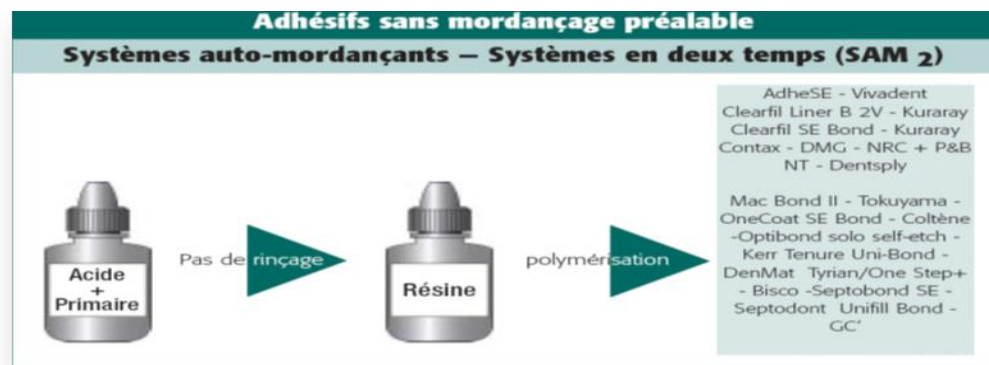 Adhésifs sans mordançage préalable
Systèmes auto-mordançants — Systèmes en deux temps (SAM 2)
Acide
+
Primaire
Pas de rinçage
Résine
polymérisation
AdheSE - Vivadent
Clearfil Liner B 2V - Kuraray
Clearfil SE Bond - Kuraray
Contax - DMG - NRC + P&B
NT - Dentsply
Mac Bond II - Tokuyama -
OneCoat SE Bond - Coltène
-Optibond solo self-etch -
Kerr Tenure Uni-Bond -
DenMat Tyrian/One Step+
- Bisco -Septobond SE -
Septodont Unifill Bond -
GC'